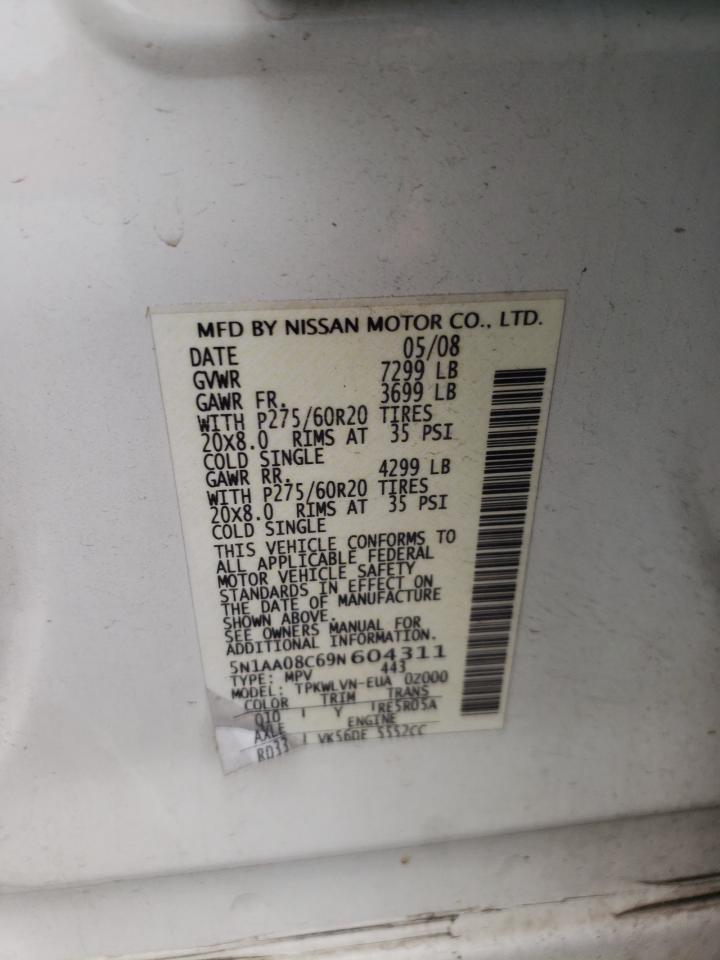 MFD BY NISSAN MOTOR CO., LTD.
DATE 05/08
GVWR 7299 LB
GAWR FR. 3699 LB
WITH P275/60R20 TIRES
20X8.0 RIMS AT 35 PSI
COLD SINGLE
GAWR RR. 4299 LB
WITH P275/60R20 TIRES
20X8.0 RIMS AT 35 PSI
COLD SINGLE
THIS VEHICLE CONFORMS TO
ALL APPLICABLE FEDERAL
MOTOR VEHICLE SAFETY
STANDARDS IN EFFECT ON
THE DATE OF MANUFACTURE
SHOWN ABOVE.
SEE OWNERS MANUAL FOR
ADDITIONAL INFORMATION.
5N1AA08C69N604311
TYPE: MPV 443
MODEL: TPKWLVN-EUA 0Z000
COLOR TRIM TRANS
Q10 Y RE5R05A
AXLE ENGINE
RD33 VK56DE 5552CC